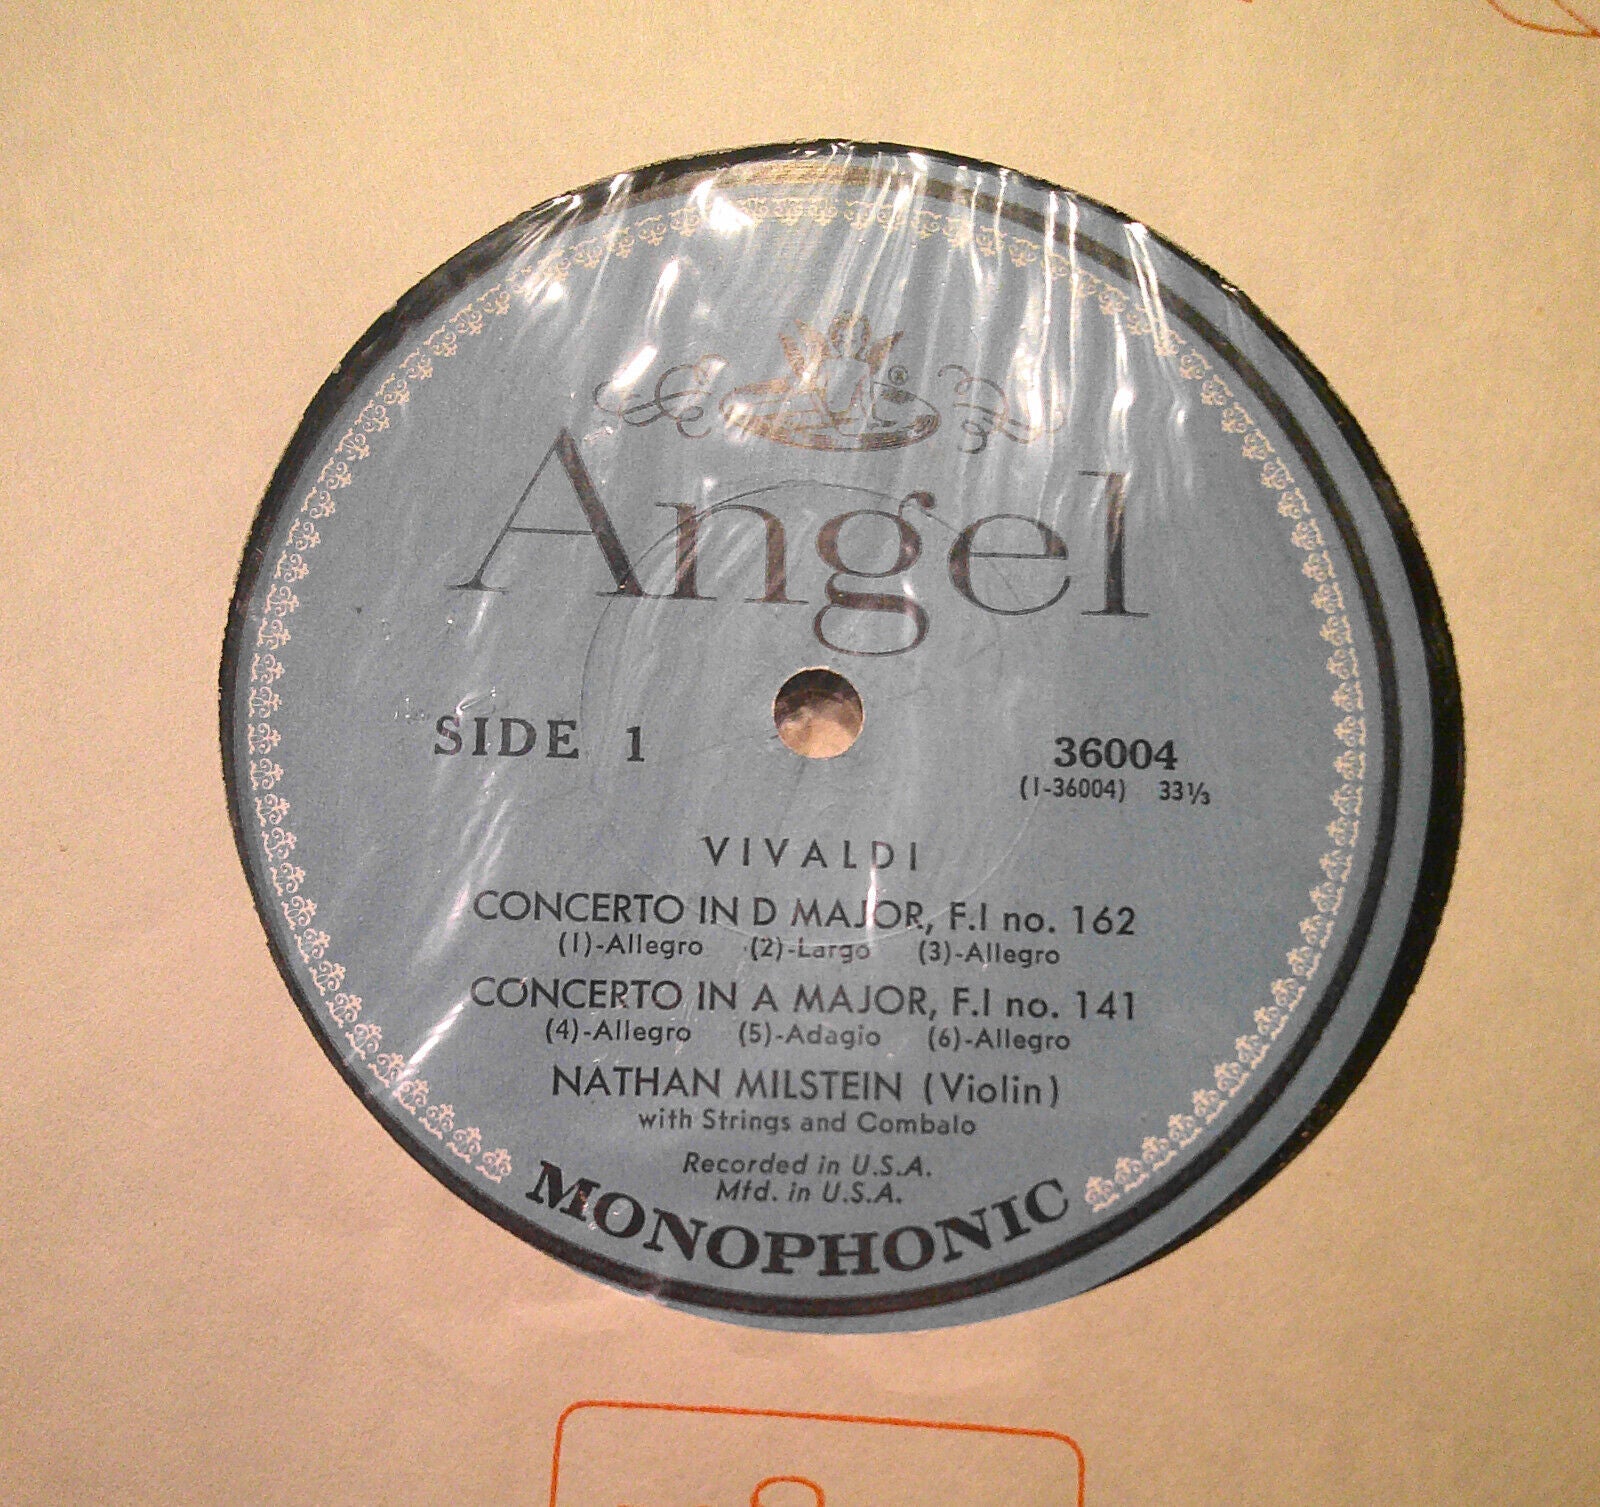 ®
Angel
SIDE 1
36004
(1-36004) 33⅓
VIVALDI
CONCERTO IN D MAJOR, F.I no. 162
(1)-Allegro (2)-Largo (3)-Allegro
CONCERTO IN A MAJOR, F.I no. 141
(4)-Allegro (5)-Adagio (6)-Allegro
NATHAN MILSTEIN (Violin)
with Strings and Combalo
Recorded in U.S.A.
Mfd. in U.S.A.
MONOPHONIC